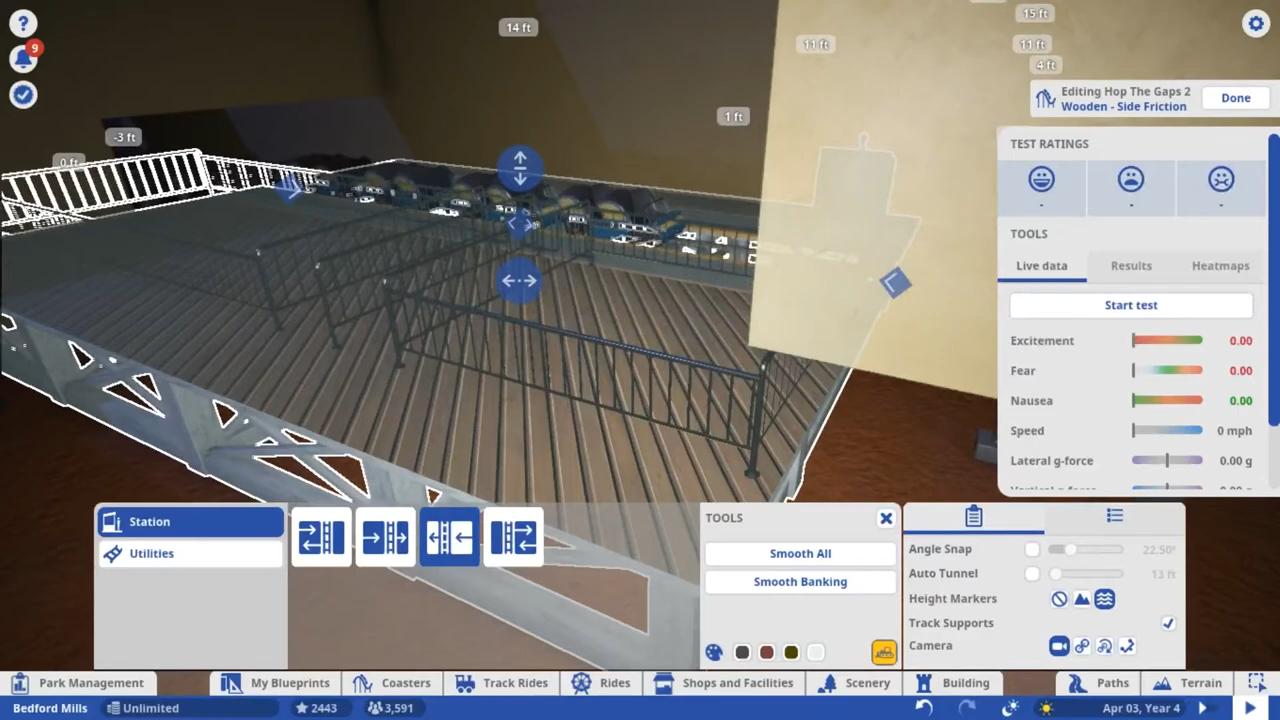 ?
9
14 ft
15 ft
11 ft
11 ft
4 ft
1 ft
-3 ft
0 ft
Editing Hop The Gaps 2
Wooden - Side Friction
Done
TEST RATINGS
- - -
TOOLS
Live data Results Heatmaps
Start test
Excitement 0.00
Fear 0.00
Nausea 0.00
Speed 0 mph
Lateral g-force 0.00 g
Station
Utilities
TOOLS
Smooth All
Smooth Banking
Angle Snap 22.50°
Auto Tunnel 13 ft
Height Markers
Track Supports
Camera
Park Management My Blueprints Coasters Track Rides Rides Shops and Facilities Scenery Building Paths Terrain
Bedford Mills Unlimited 2443 3,591 Apr 03, Year 4